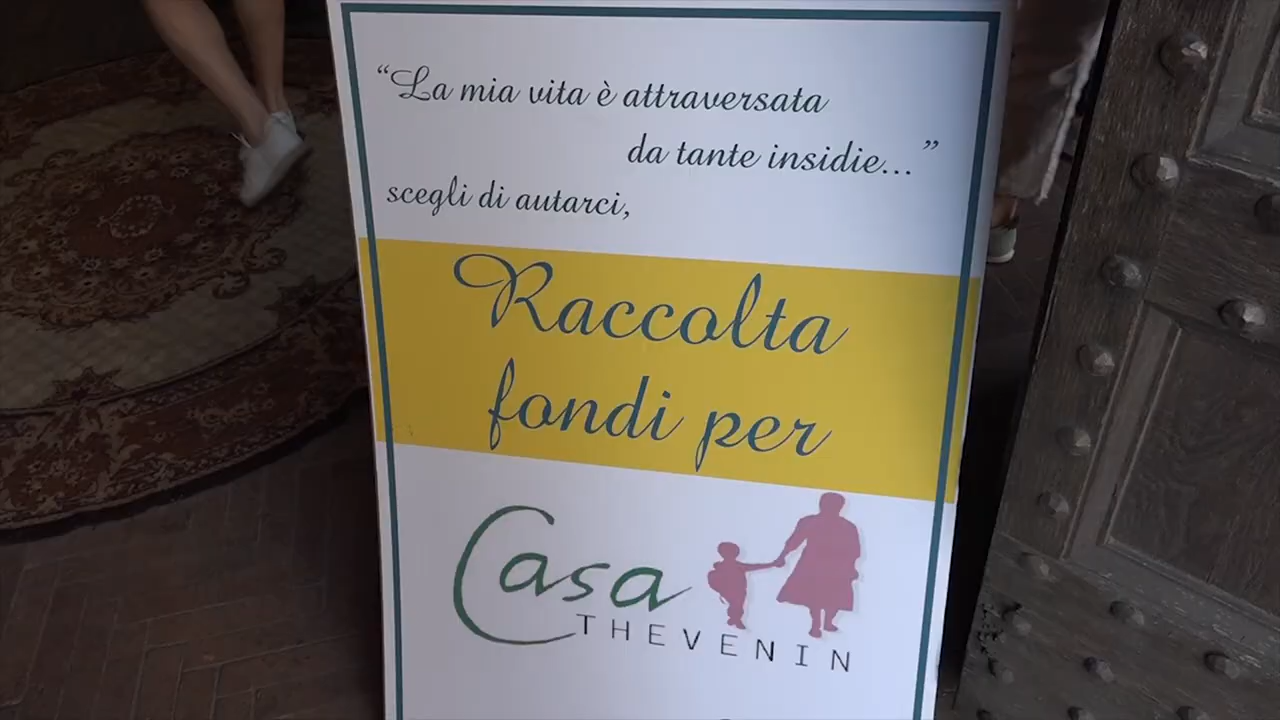 “La mia vita è attraversata
da tante insidie...”
scegli di autarci,
Raccolta
fondi per
Casa
THEVENIN